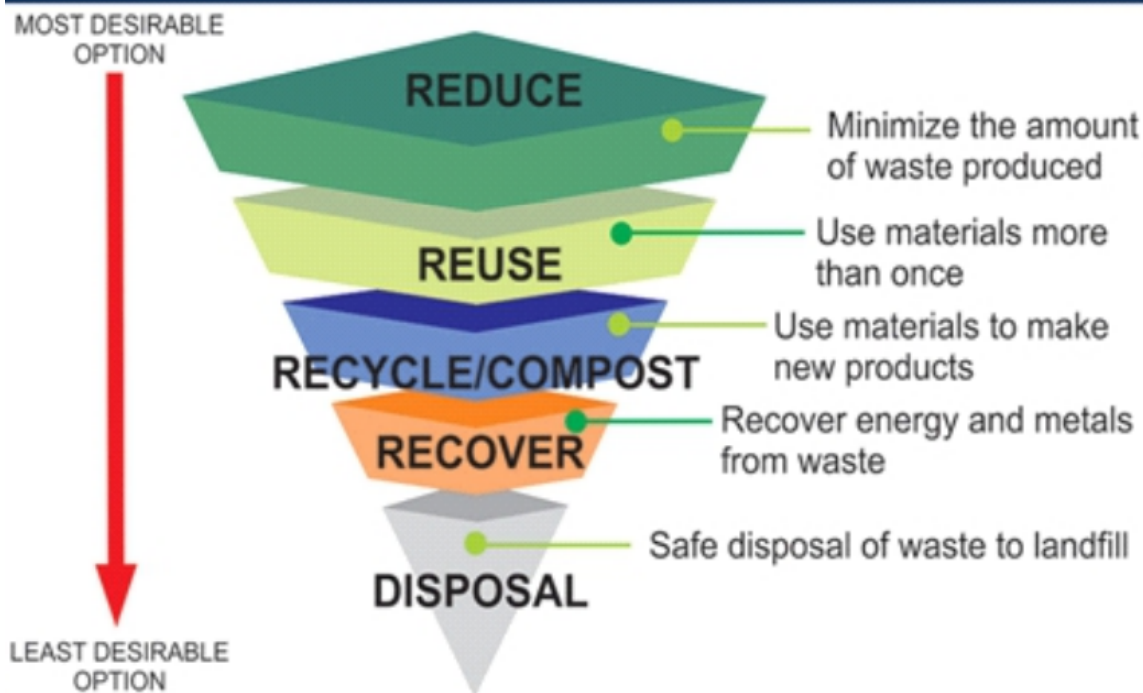 MOST DESIRABLE
OPTION
REDUCE
Minimize the amount
of waste produced
REUSE
Use materials more
than once
RECYCLE/COMPOST
Use materials to make
new products
RECOVER
Recover energy and metals
from waste
DISPOSAL
Safe disposal of waste to landfill
LEAST DESIRABLE
OPTION